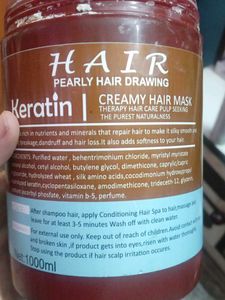 HAIR
PEARLY HAIR DRAWING
Keratin
CREAMY HAIR MASK
THERAPY HAIR CARE PULP SEEKING
THE PUREST NATURALNESS
rich in nutrients and minerals that repair hair to make it silky smooth and
dandruff and hair loss.It also adds softness to your hair.
Purified water, behentrimonium chloride, myristyl myristate
cetyl alcohol, butylene glycol, dimethicone, caprylic/capric
hydrolyzed wheat, silk amino acids, cocodimonium hydroxypropyl
hydrolyzed keratin, cyclopentasiloxane, amodimethicone, trideceth-12, glycerin,
ascorbyl phosphate, vitamin b-5, perfume.
After shampoo hair, apply Conditioning Hair Spa to hair, massage and
leave for at least 3-5 minutes Wash off with clean water.
For external use only. Keep out of reach of children. Avoid contact with eyes
and broken skin, if product gets into eyes, risen with water thoroughly
Stop using the product if hair scalp irritation occures.
1000ml